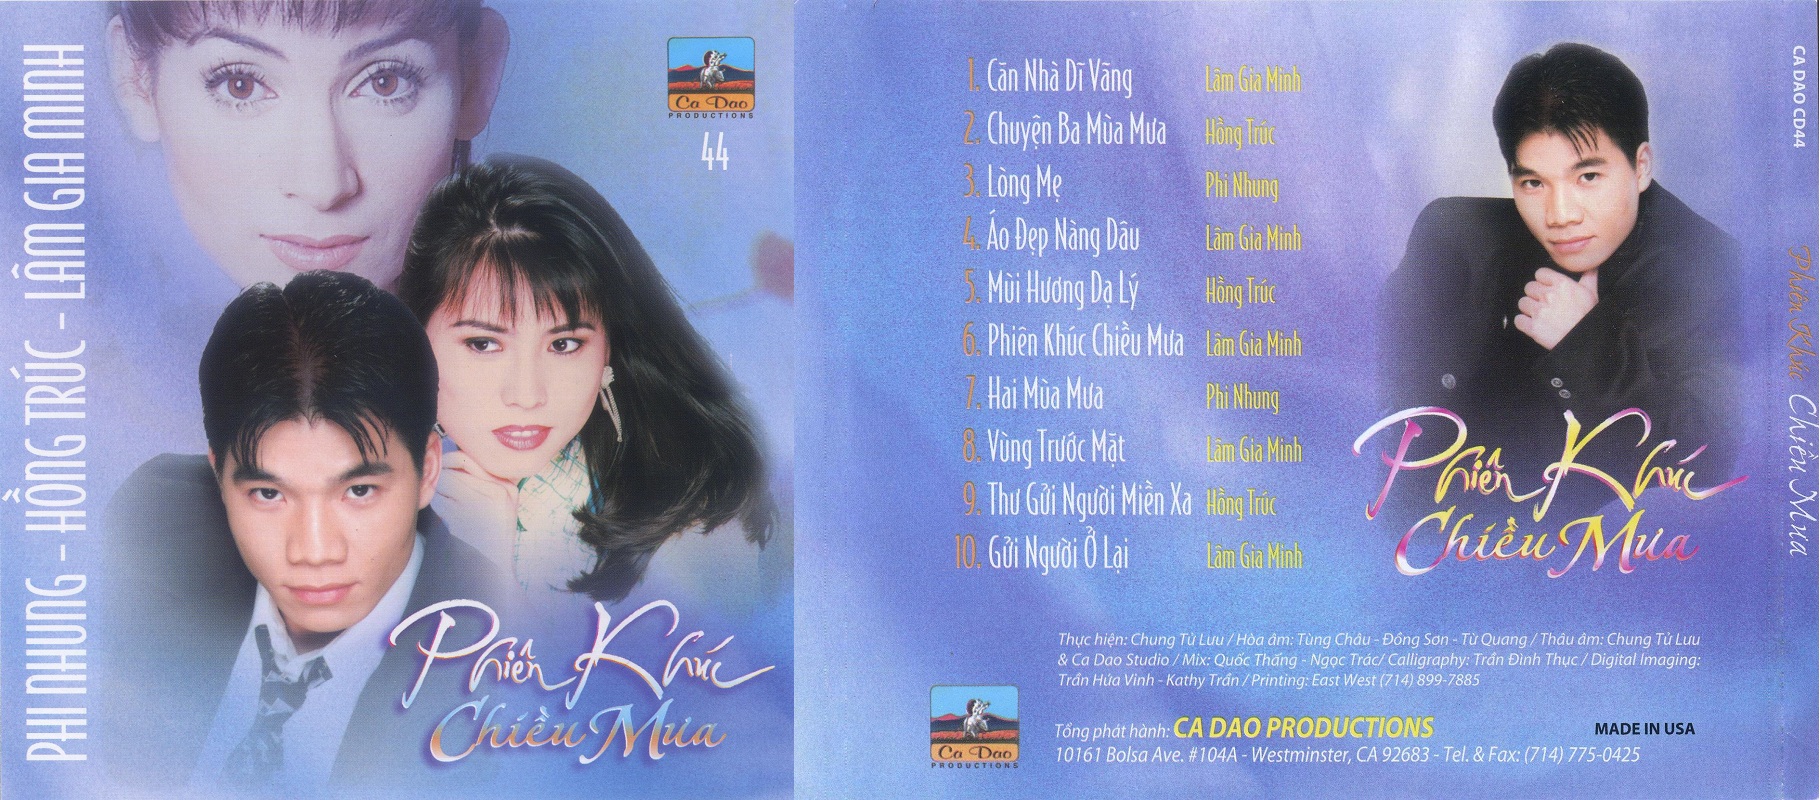 PHI NHUNG - HỒNG TRÚC - LÂM GIA MINH
Ca Dao
PRODUCTIONS
44
Phiên Khúc
Chiều Mưa
1. Căn Nhà Dĩ Vãng Lâm Gia Minh
2. Chuyện Ba Mùa Mưa Hồng Trúc
3. Lòng Mẹ Phi Nhung
4. Áo Đẹp Nàng Dâu Lâm Gia Minh
5. Mùi Hương Dạ Lý Hồng Trúc
6. Phiên Khúc Chiều Mưa Lâm Gia Minh
7. Hai Mùa Mưa Phi Nhung
8. Vùng Trước Mặt Lâm Gia Minh
9. Thư Gửi Người Miền Xa Hồng Trúc
10. Gửi Người Ở Lại Lâm Gia Minh
Phiên Khúc
Chiều Mưa
Thực hiện: Chung Tử Lưu / Hòa âm: Tùng Châu - Đồng Sơn - Từ Quang / Thâu âm: Chung Tử Lưu
& Ca Dao Studio / Mix: Quốc Thắng - Ngọc Trác/ Calligraphy: Trần Đình Thục / Digital Imaging:
Trần Hứa Vinh - Kathy Trần / Printing: East West (714) 899-7885
Ca Dao
PRODUCTIONS
Tổng phát hành: CA DAO PRODUCTIONS MADE IN USA
10161 Bolsa Ave. #104A - Westminster, CA 92683 - Tel. & Fax: (714) 775-0425
CA DAO CD44
Phiên Khúc Chiều Mưa